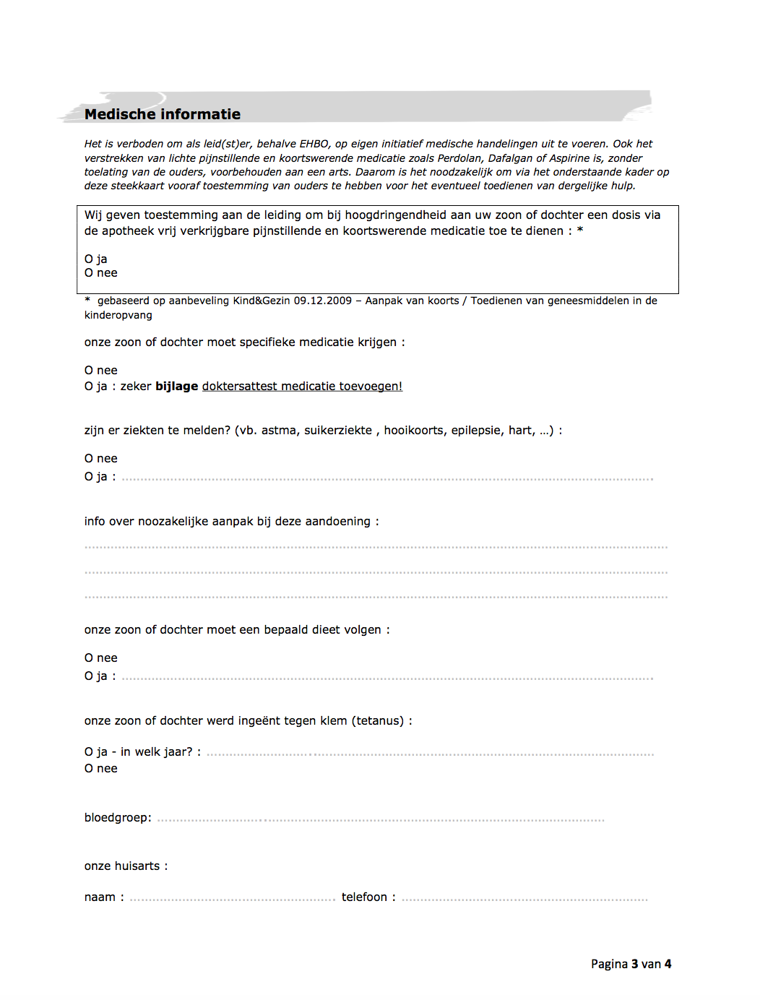 Medische informatie
Het is verboden om als leid(st)er, behalve EHBO, op eigen initiatief medische handelingen uit te voeren. Ook het
verstrekken van lichte pijnstillende en koortswerende medicatie zoals Perdolan, Dafalgan of Aspirine is, zonder
toelating van de ouders, voorbehouden aan een arts. Daarom is het noodzakelijk om via het onderstaande kader op
deze steekkaart vooraf toestemming van ouders te hebben voor het eventueel toedienen van dergelijke hulp.
Wij geven toestemming aan de leiding om bij hoogdringendheid aan uw zoon of dochter een dosis via
de apotheek vrij verkrijgbare pijnstillende en koortswerende medicatie toe te dienen : *
O ja
O nee
* gebaseerd op aanbeveling Kind&Gezin 09.12.2009 – Aanpak van koorts / Toedienen van geneesmiddelen in de
kinderopvang
onze zoon of dochter moet specifieke medicatie krijgen :
O nee
O ja : zeker bijlage doktersattest medicatie toevoegen!
zijn er ziekten te melden? (vb. astma, suikerziekte , hooikoorts, epilepsie, hart, …) :
O nee
O ja :
info over noozakelijke aanpak bij deze aandoening :
onze zoon of dochter moet een bepaald dieet volgen :
O nee
O ja :
onze zoon of dochter werd ingeënt tegen klem (tetanus) :
O ja - in welk jaar? :
O nee
bloedgroep:
onze huisarts :
naam : telefoon :
Pagina 3 van 4